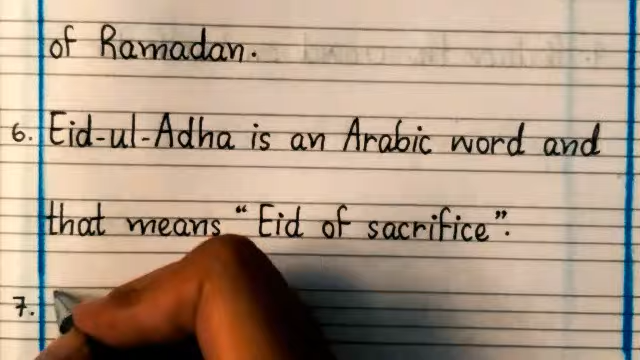 of Ramadan.
6. Eid-ul-Adha is an Arabic word and
that means “Eid of sacrifice”.
7.